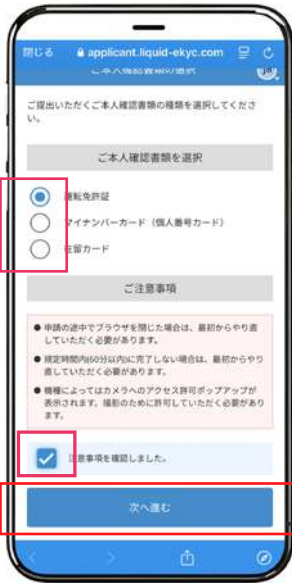 閉じる applicant.liquid-ekyc.com
ご本人確認書類の選択
ご提出いただくご本人確認書類の種類を選択してくださ
い。
ご本人確認書類を選択
運転免許証
マイナンバーカード（個人番号カード）
在留カード
ご注意事項
● 申請の途中でブラウザを閉じた場合は、最初からやり直
していただく必要があります。
● 規定時間内(60分以内)に完了しない場合は、最初からやり
直していただく必要があります。
● 機種によってはカメラへのアクセス許可ポップアップが
表示されます。撮影のために許可していただく必要があり
ます。
注意事項を確認しました。
次へ進む